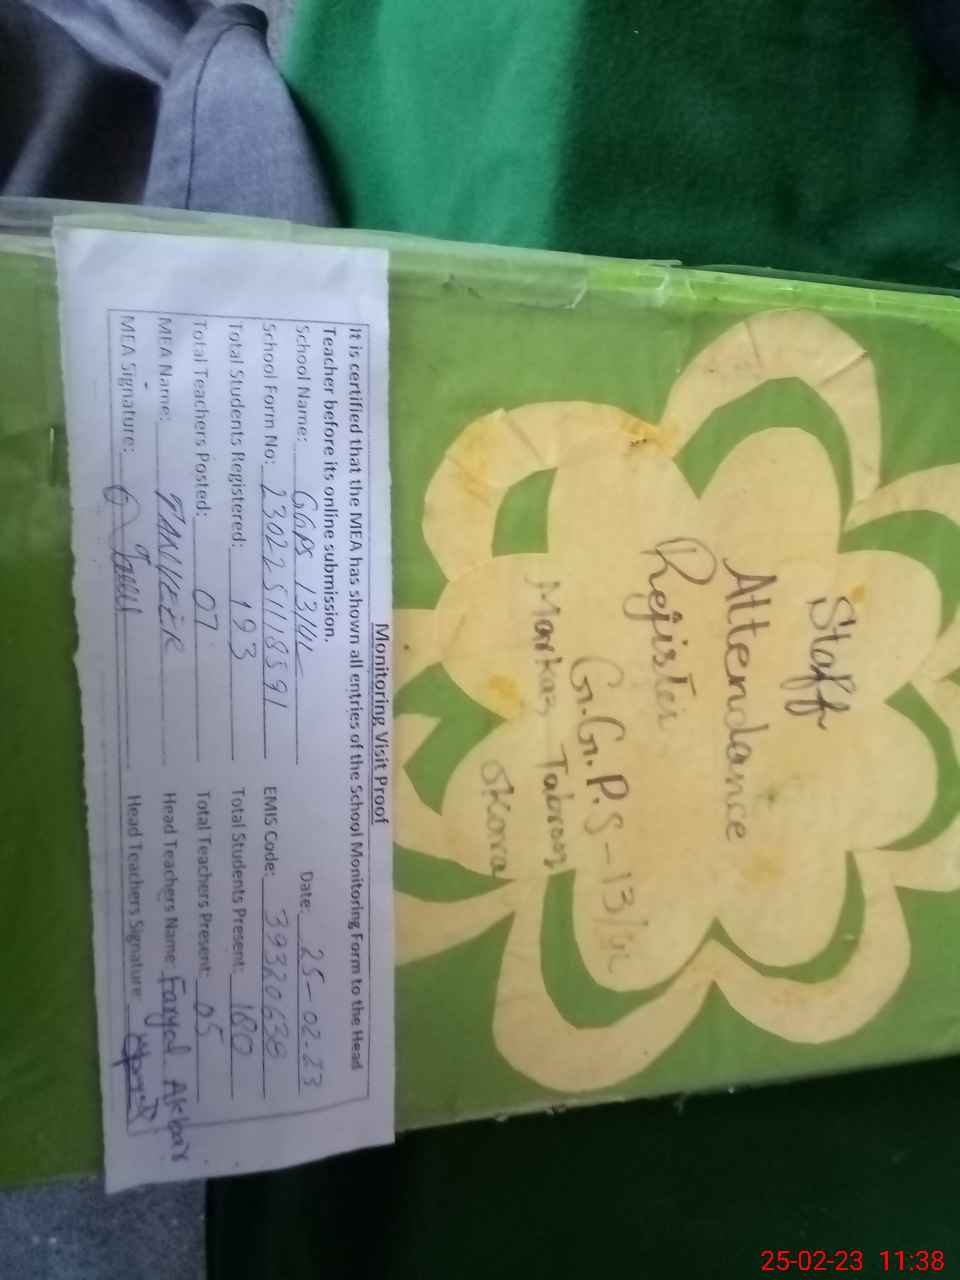 Staff
Attendance
Register
G.G.P.S-13/4L
Markaz Tabrooq
Okara
Monitoring Visit Proof
It is certified that the MEA has shown all entries of the School Monitoring Form to the Head
Teacher before its online submission.
School Name: GGPS 13/4L Date: 25-02-23
School Form No: EMIS Code: 39320638
Total Students Registered: 193 Total Students Present: 180
Total Teachers Posted: 07 Total Teachers Present: 05
MEA Name: TANVEER Head Teachers Name: Akbar
MEA Signature: Head Teachers Signature:
25-02-23 11:38